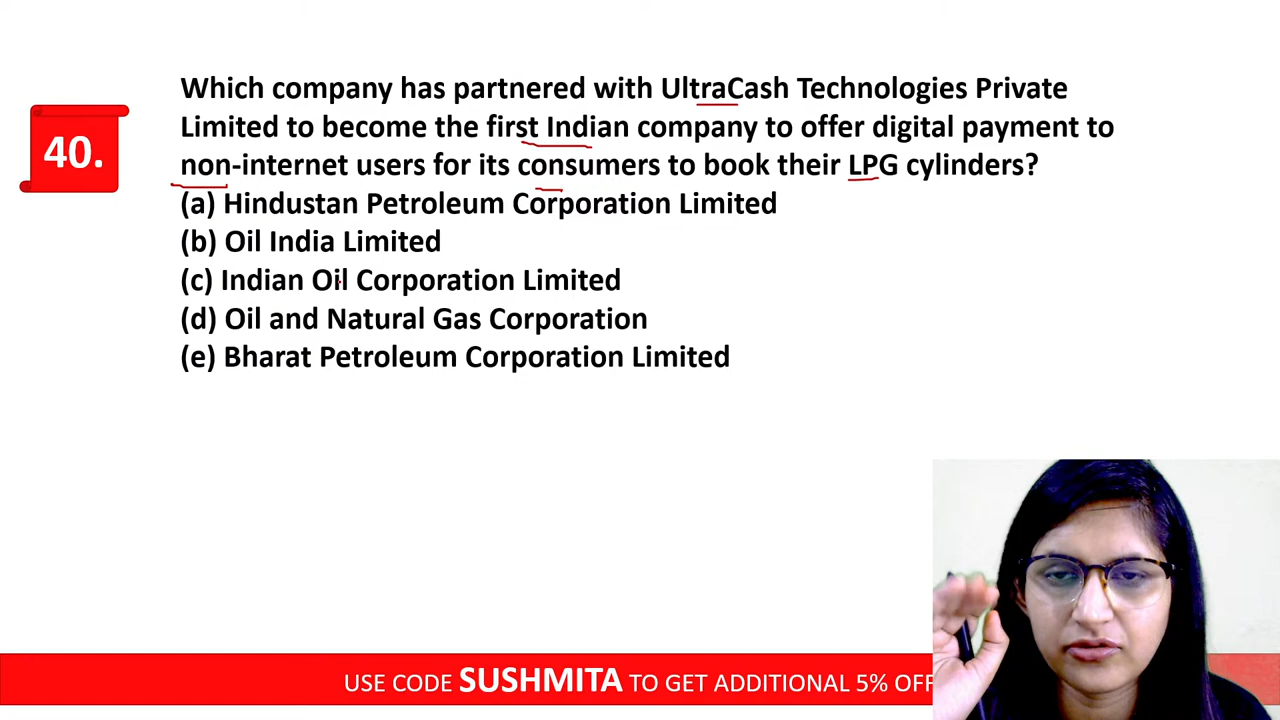 40.
Which company has partnered with UltraCash Technologies Private
Limited to become the first Indian company to offer digital payment to
non-internet users for its consumers to book their LPG cylinders?
(a) Hindustan Petroleum Corporation Limited
(b) Oil India Limited
(c) Indian Oil Corporation Limited
(d) Oil and Natural Gas Corporation
(e) Bharat Petroleum Corporation Limited
USE CODE SUSHMITA TO GET ADDITIONAL 5% OFF